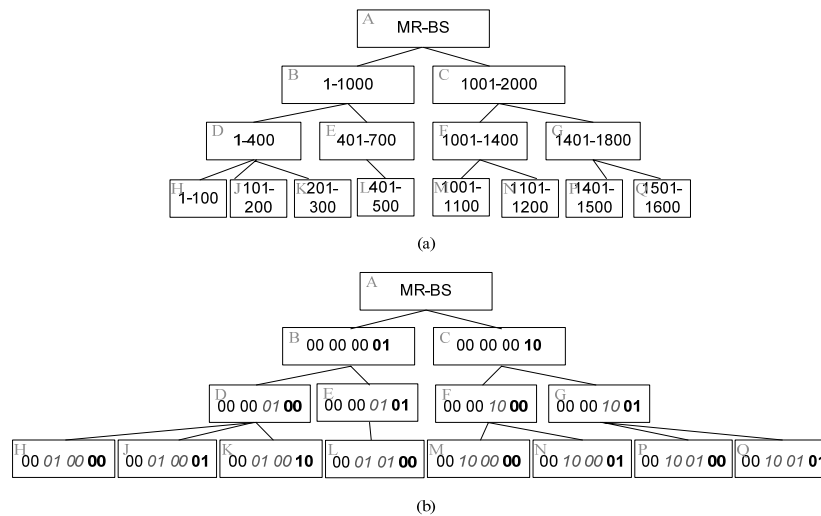 A MR-BS
B 1-1000 C 1001-2000
D 1-400 E 401-700 F 1001-1400 G 1401-1800
H 1-100 J 101-200 K 201-300 L 401-500 M 1001-1100 N 1101-1200 P 1401-1500 Q 1501-1600
(a)
A MR-BS
B 00 00 00 01 C 00 00 00 10
D 00 00 01 00 E 00 00 01 01 F 00 00 10 00 G 00 00 10 01
H 00 01 00 00 J 00 01 00 01 K 00 01 00 10 L 00 01 01 00 M 00 10 00 00 N 00 10 00 01 P 00 10 01 00 Q 00 10 01 01
(b)